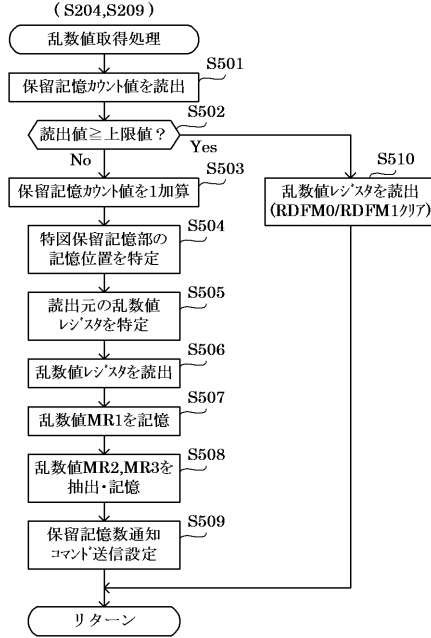 (S204,S209)
乱数値取得処理
S501
保留記憶ｶｳﾝﾄ値を読出
S502
読出値≧上限値？
No
Yes
S503
保留記憶ｶｳﾝﾄ値を1加算
S510
乱数値ﾚｼﾞｽﾀを読出
(RDFM0/RDFM1ｸﾘｱ)
S504
特図保留記憶部の
記憶位置を特定
S505
読出元の乱数値
ﾚｼﾞｽﾀを特定
S506
乱数値ﾚｼﾞｽﾀを読出
S507
乱数値MR1を記憶
S508
乱数値MR2,MR3を
抽出・記憶
S509
保留記憶数通知
ｺﾏﾝﾄﾞ送信設定
リターン